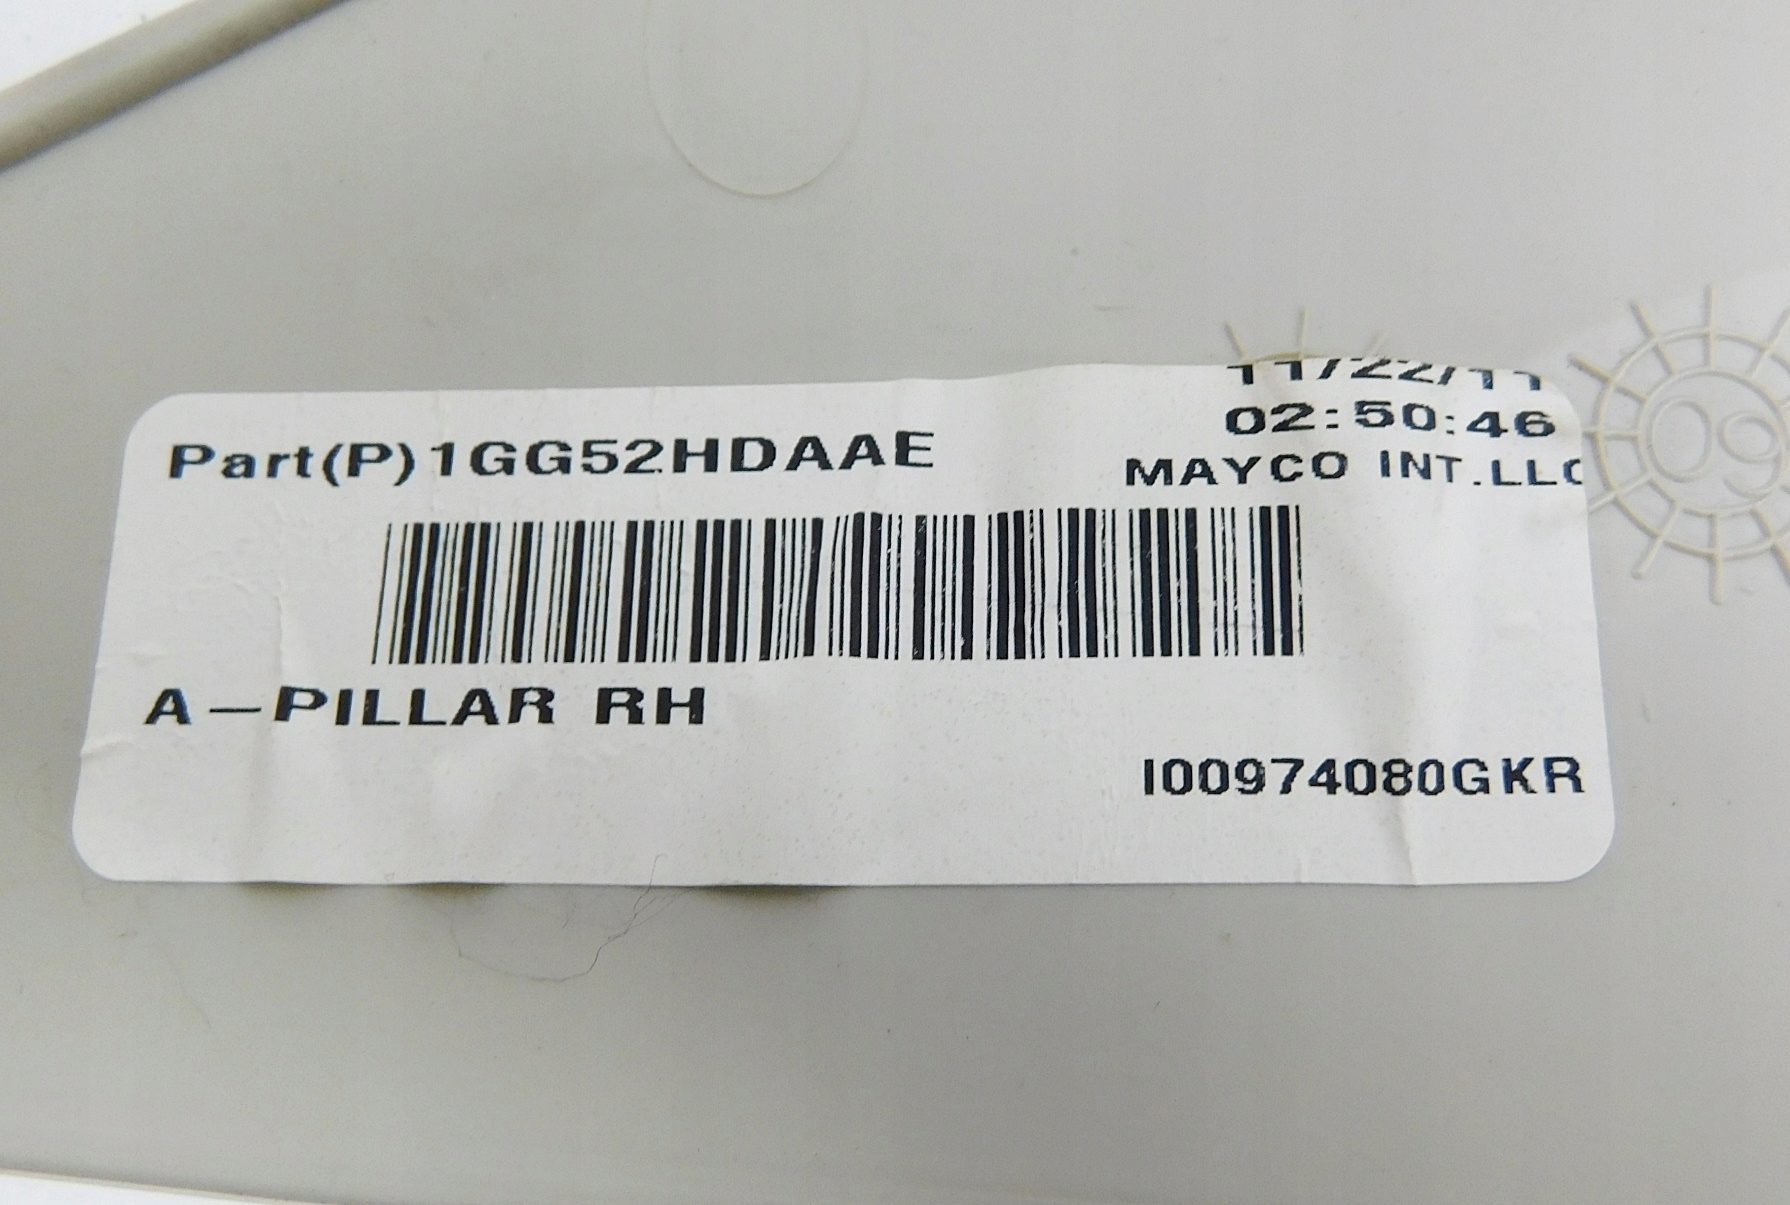 11/22/11
02:50:46
Part(P)1GG52HDAAE
MAYCO INT.LLC
A-PILLAR RH
I00974080GKR
09